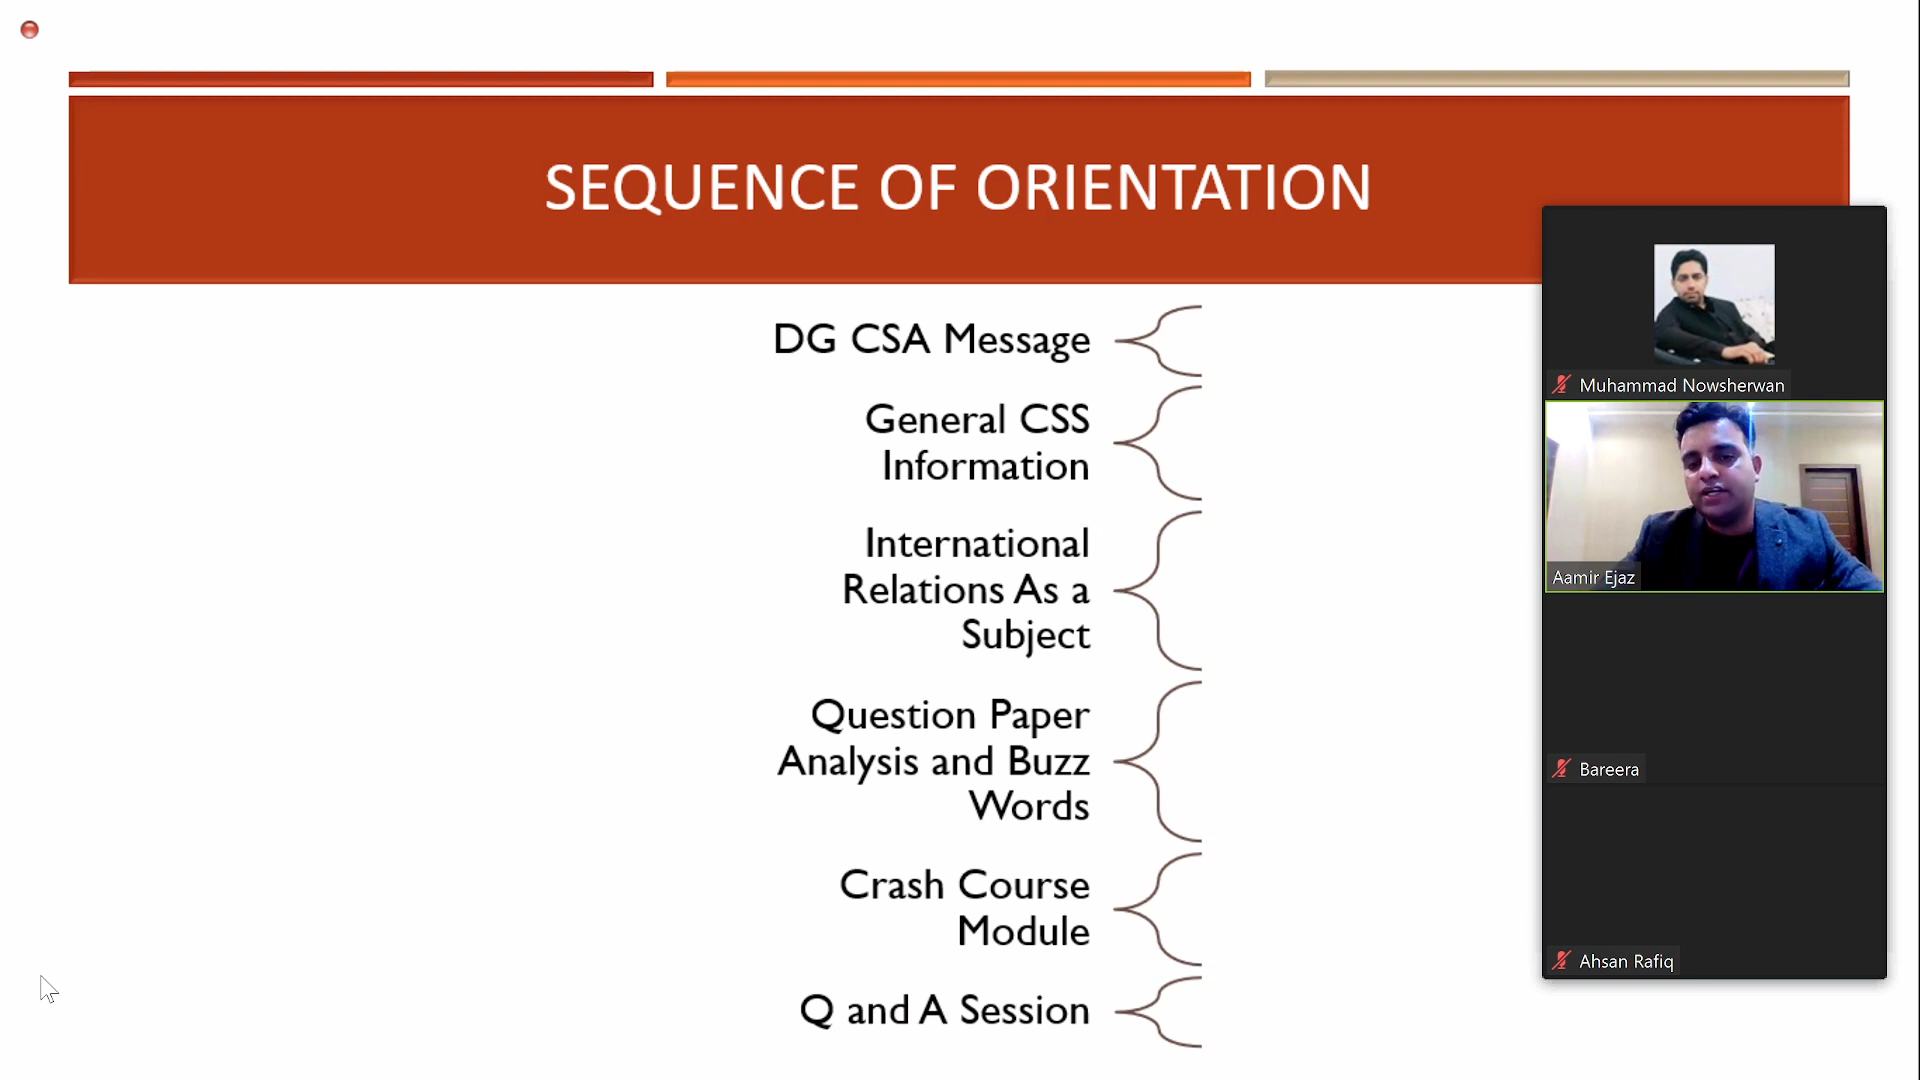 SEQUENCE OF ORIENTATION
DG CSA Message
General CSS
Information
International
Relations As a
Subject
Question Paper
Analysis and Buzz
Words
Crash Course
Module
Q and A Session
Muhammad Nowsherwan
Aamir Ejaz
Bareera
Ahsan Rafiq